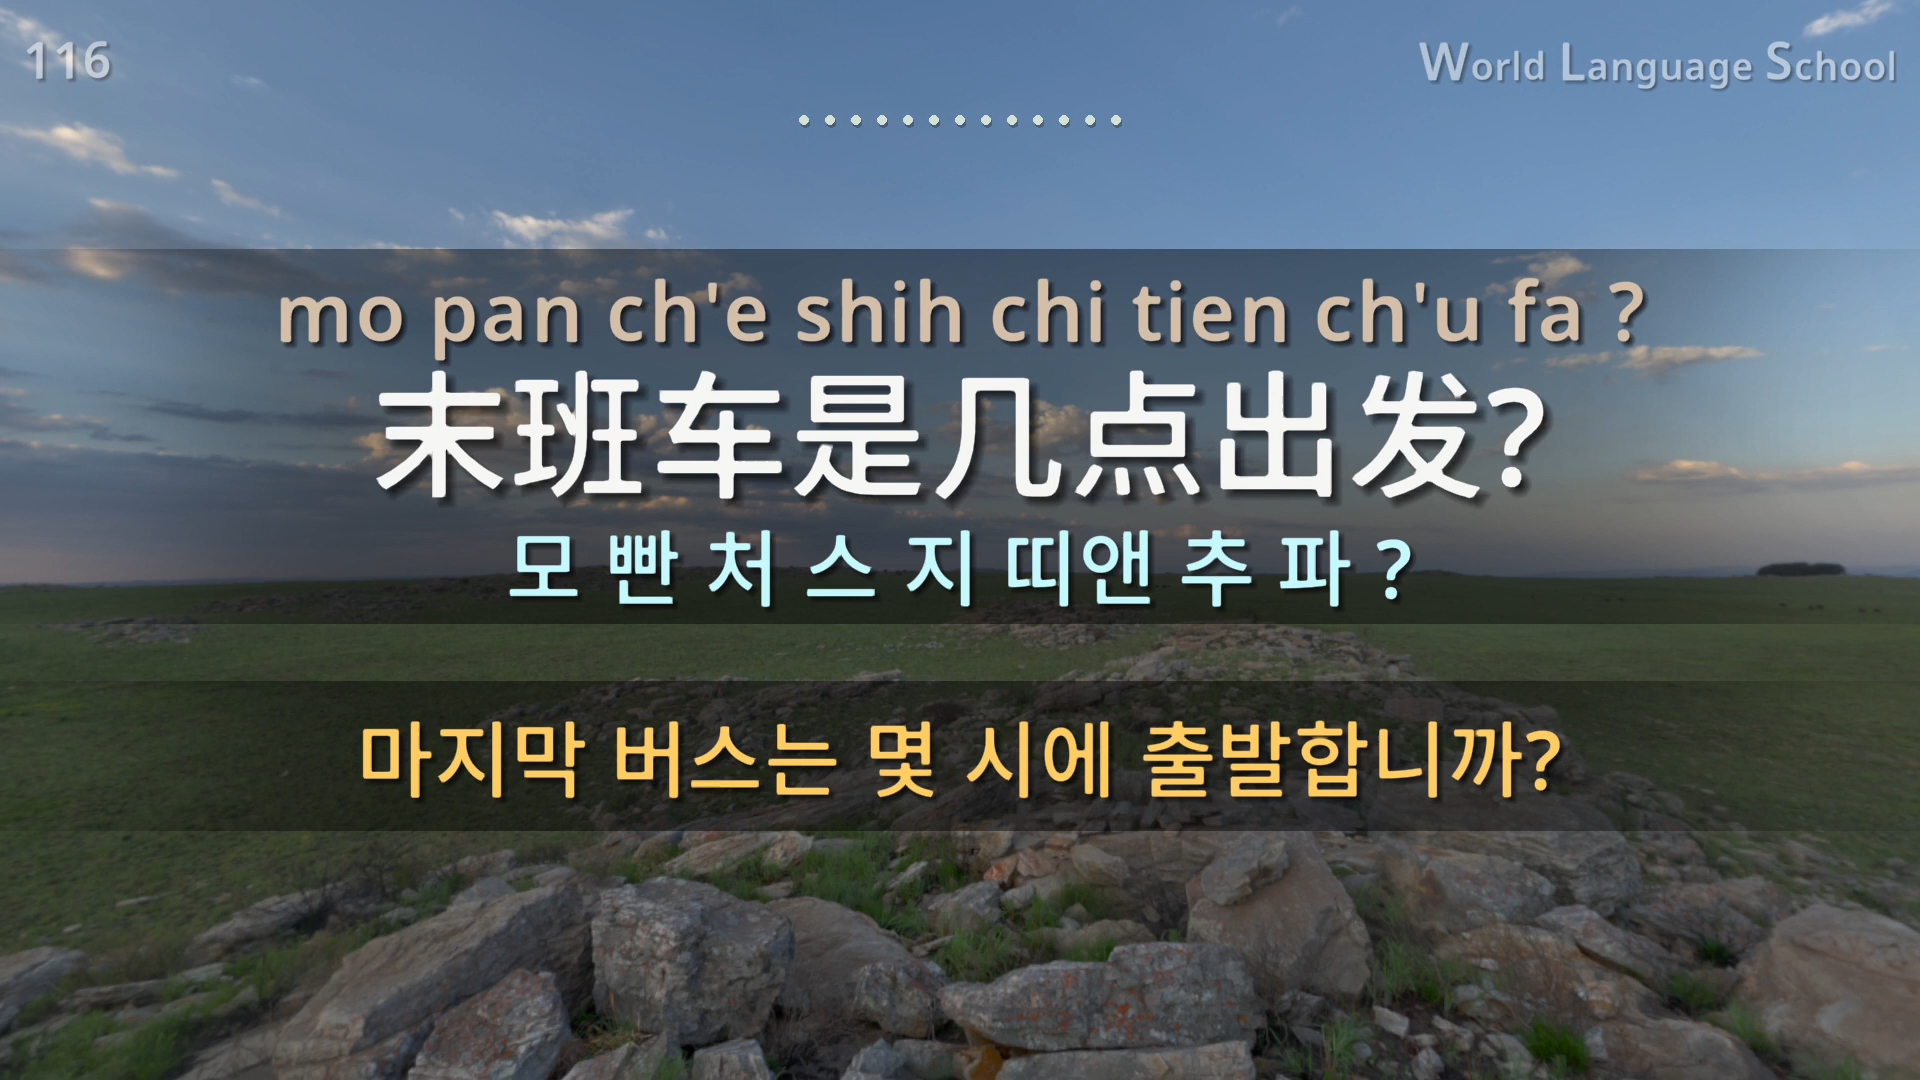 116
World Language School
mo pan ch'e shih chi tien ch'u fa ?
末班车是几点出发?
모 빤 처 스 지 띠앤 추 파 ?
마지막 버스는 몇 시에 출발합니까?